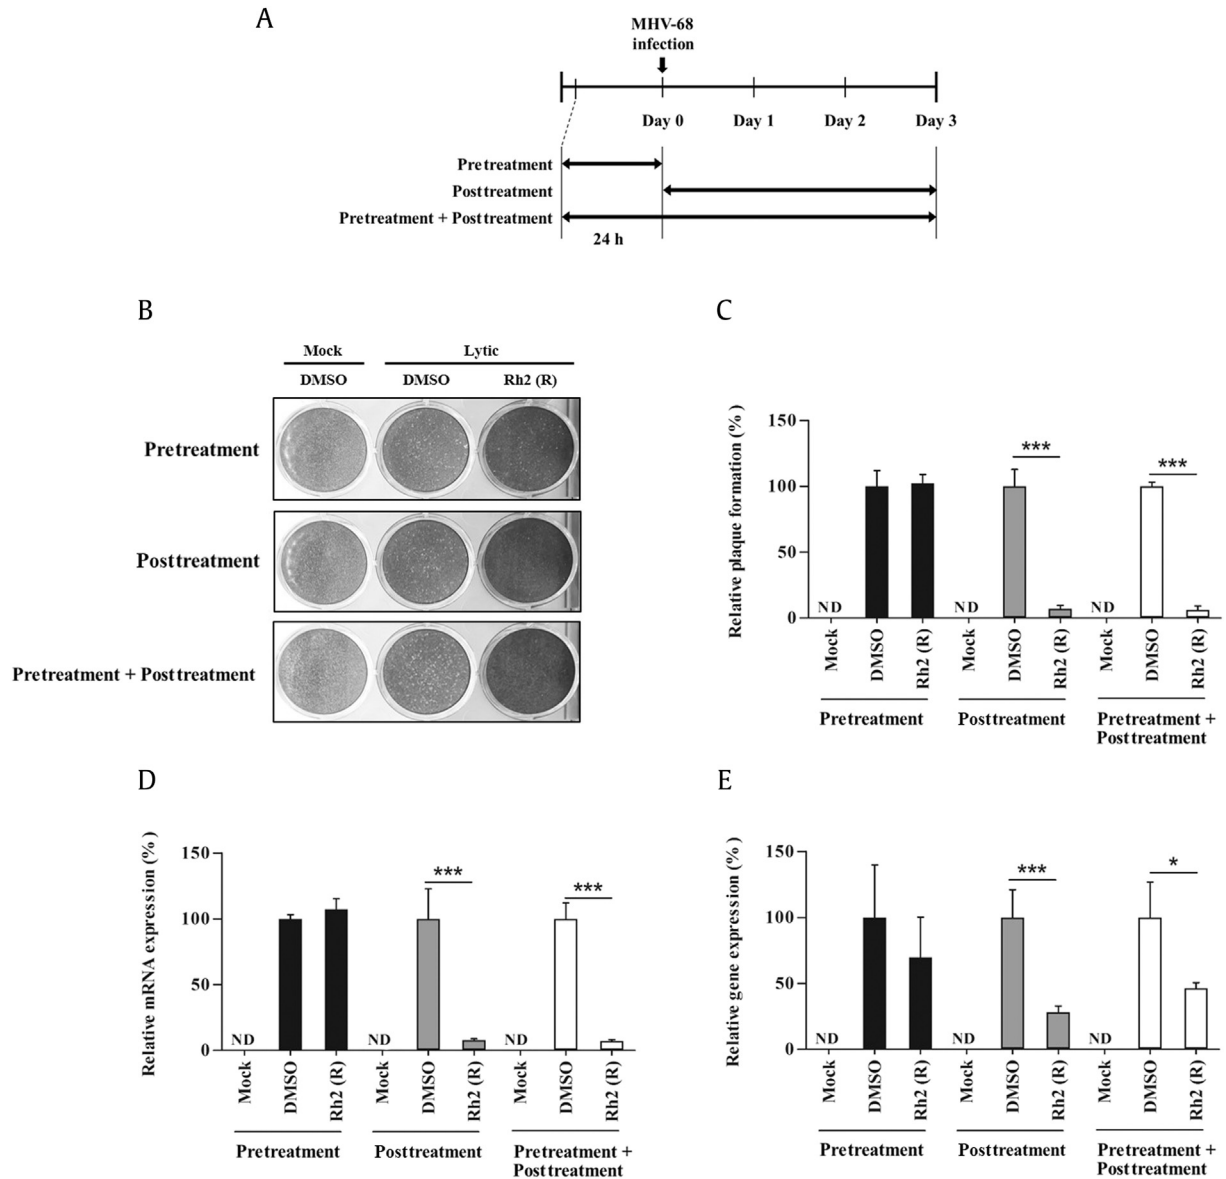 A
MHV-68
infection
Day 0 Day 1 Day 2 Day 3
Pretreatment
Posttreatment
Pretreatment + Posttreatment
24 h
B
Mock Lytic
DMSO DMSO Rh2 (R)
Pretreatment
Posttreatment
Pretreatment + Posttreatment
C
Relative plaque formation (%)
150
100
50
0
*** ***
ND ND ND
Mock DMSO Rh2 (R) Mock DMSO Rh2 (R) Mock DMSO Rh2 (R)
Pretreatment Posttreatment Pretreatment +
Posttreatment
D
Relative mRNA expression (%)
150
100
50
0
*** ***
ND ND ND
Mock DMSO Rh2 (R) Mock DMSO Rh2 (R) Mock DMSO Rh2 (R)
Pretreatment Posttreatment Pretreatment +
Posttreatment
E
Relative gene expression (%)
150
100
50
0
*** *
ND ND ND
Mock DMSO Rh2 (R) Mock DMSO Rh2 (R) Mock DMSO Rh2 (R)
Pretreatment Posttreatment Pretreatment +
Posttreatment